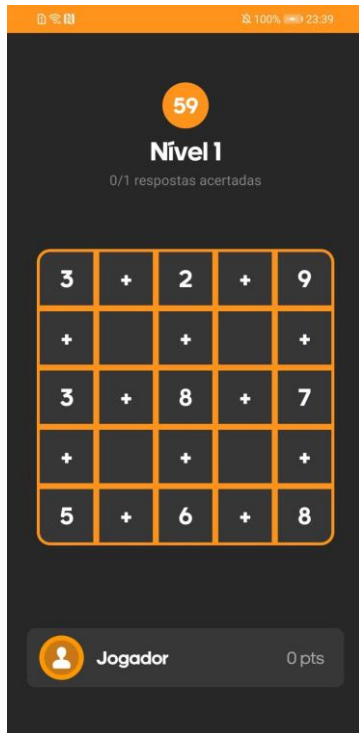 100% 23:39
59
Nível 1
0/1 respostas acertadas
3 + 2 + 9
+ + +
3 + 8 + 7
+ + +
5 + 6 + 8
Jogador 0 pts